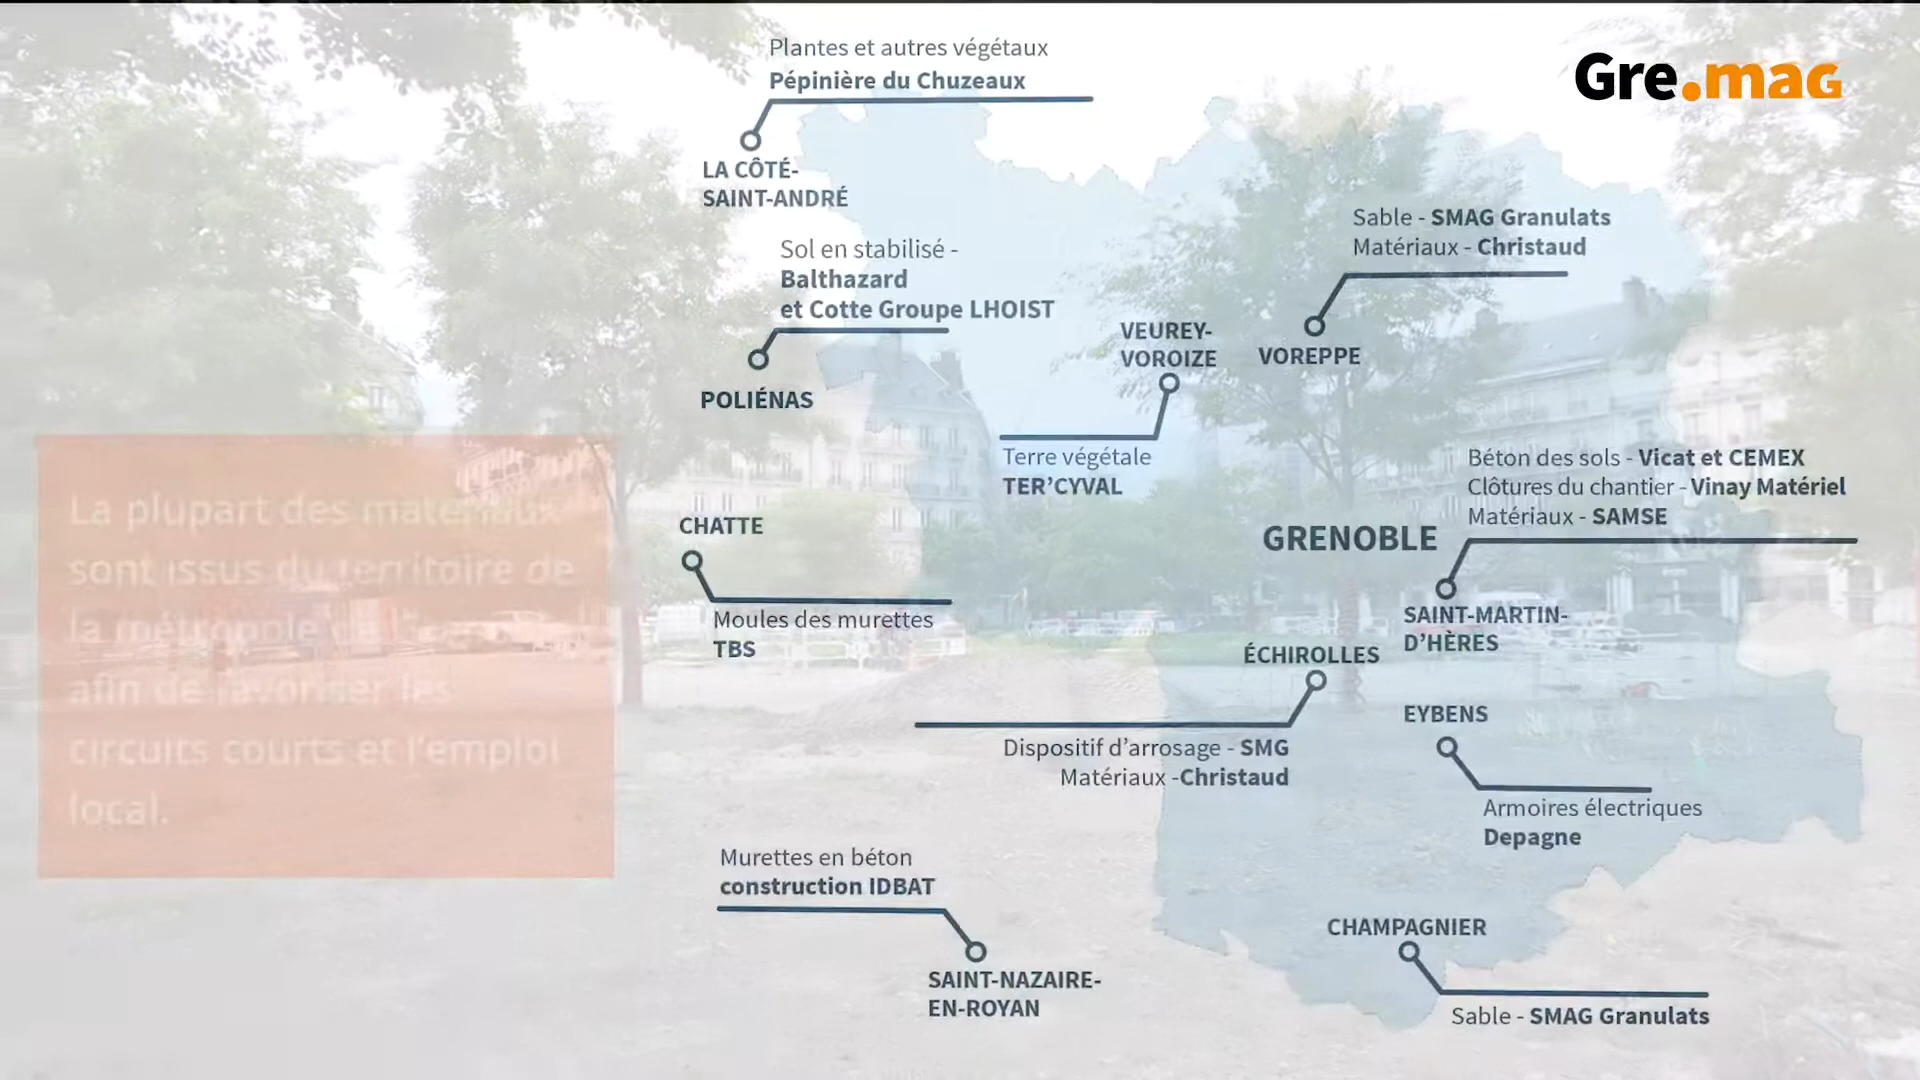 Plantes et autres végétaux
Pépinière du Chuzeaux
Gre.mag
LA CÔTÉ-
SAINT-ANDRÉ
Sable - SMAG Granulats
Matériaux - Christaud
Sol en stabilisé -
Balthazard
et Cotte Groupe LHOIST
VEUREY-
VOROIZE
VOREPPE
POLIÉNAS
Terre végétale
TER’CYVAL
Béton des sols - Vicat et CEMEX
Clôtures du chantier - Vinay Matériel
Matériaux - SAMSE
La plupart des matériaux
sont issus du territoire de
la métropole
afin de favoriser les
circuits courts et l'emploi
local.
CHATTE
GRENOBLE
Moules des murettes
TBS
SAINT-MARTIN-
D’HÈRES
ÉCHIROLLES
EYBENS
Dispositif d’arrosage - SMG
Matériaux -Christaud
Armoires électriques
Depagne
Murettes en béton
construction IDBAT
CHAMPAGNIER
SAINT-NAZAIRE-
EN-ROYAN
Sable - SMAG Granulats